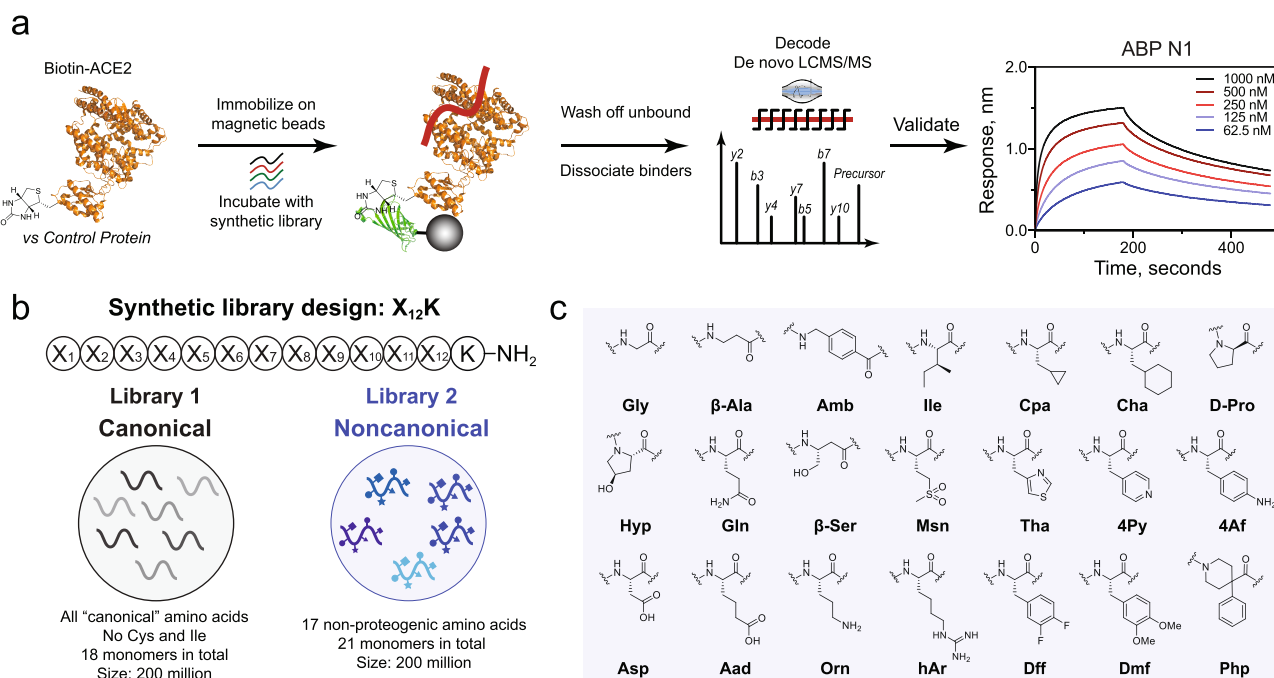 a
Biotin-ACE2
vs Control Protein
Immobilize on
magnetic beads
Incubate with
synthetic library
Wash off unbound
Dissociate binders
Decode
De novo LCMS/MS
y2
b3
y4
y7
b5
b7
y10
Precursor
Validate
ABP N1
Response, nm
2.0
1.0
0.0
0
200
400
Time, seconds
1000 nM
500 nM
250 nM
125 nM
62.5 nM
b
Synthetic library design: X₁₂K
X₁ X₂ X₃ X₄ X₅ X₆ X₇ X₈ X₉ X₁₀ X₁₁ X₁₂ K –NH₂
Library 1
Canonical
All “canonical” amino acids
No Cys and Ile
18 monomers in total
Size: 200 million
Library 2
Noncanonical
17 non-proteogenic amino acids
21 monomers in total
Size: 200 million
c
Gly β-Ala Amb Ile Cpa Cha D-Pro
Hyp Gln β-Ser Msn Tha 4Py 4Af
Asp Aad Orn hAr Dff Dmf Php